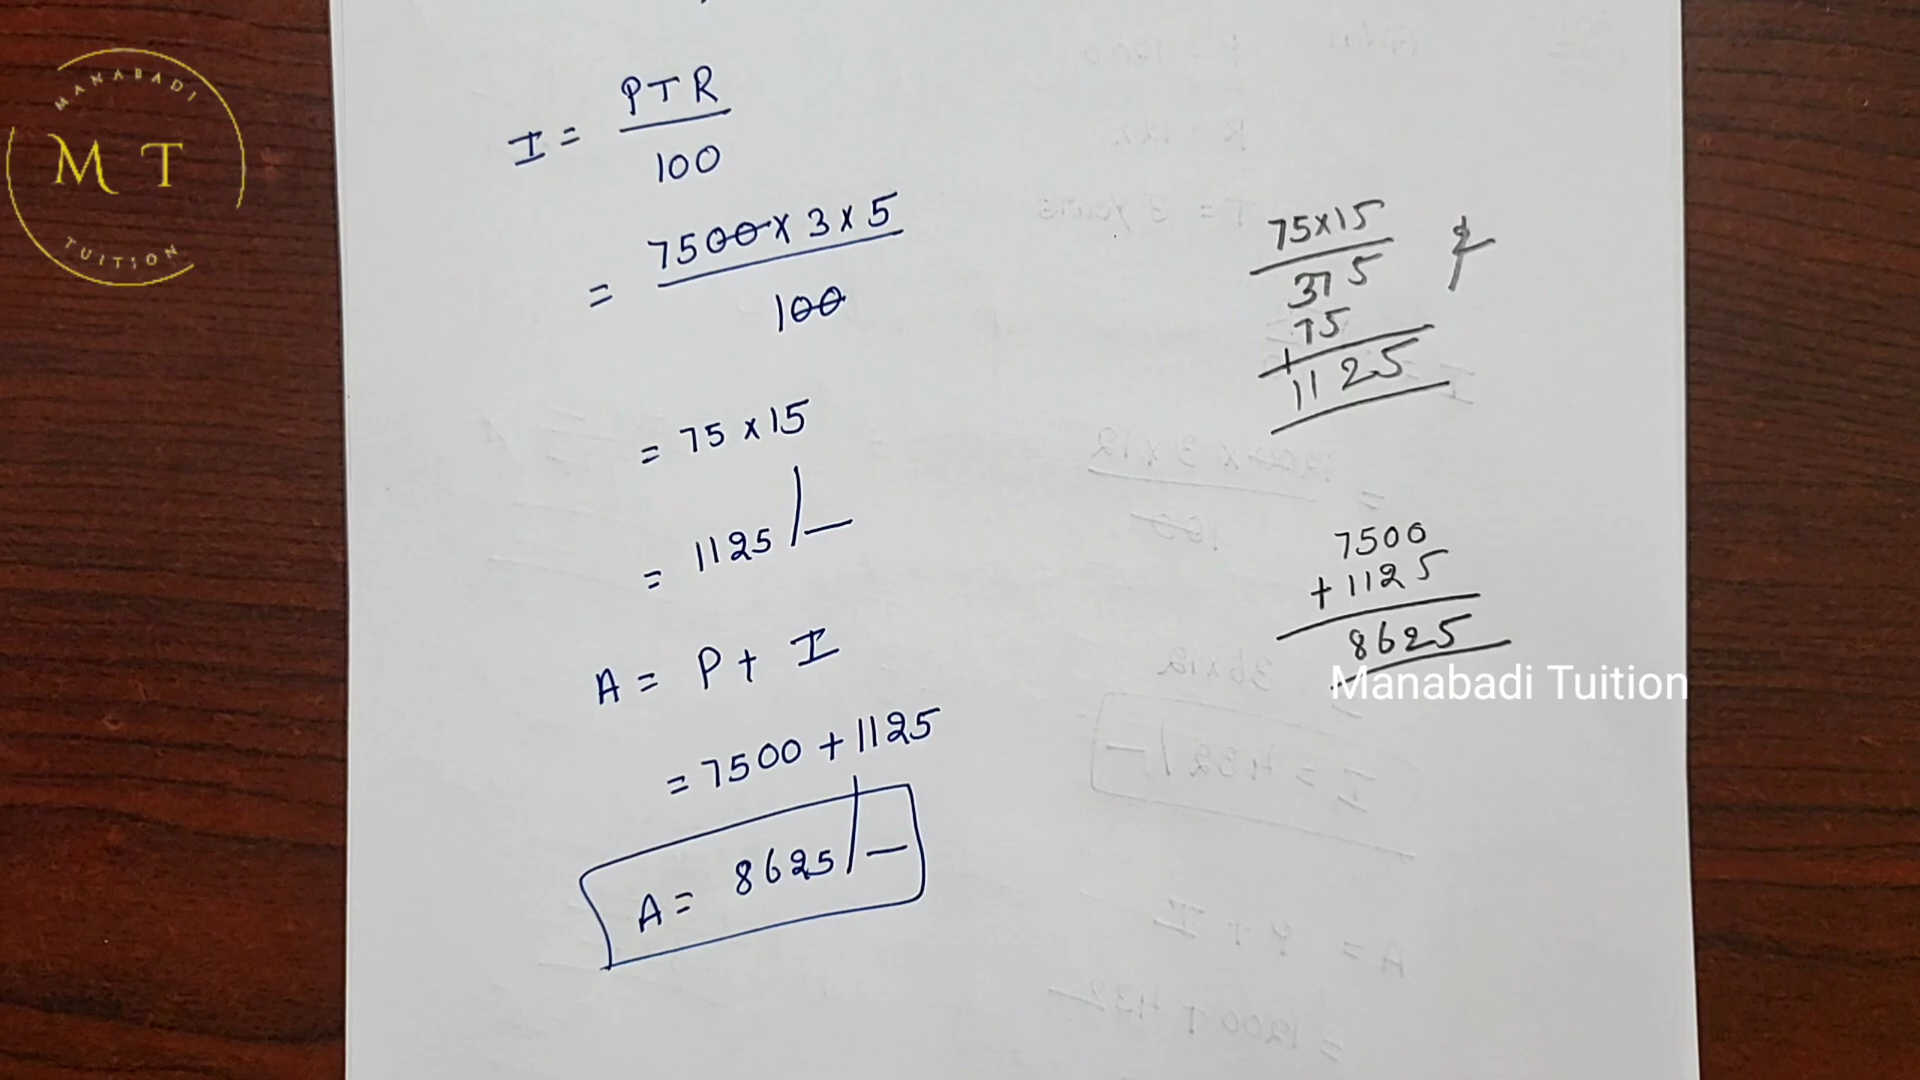 MANABADI
MT
TUITION
I = PTR
100
= 7500 x 3 x 5
100
= 75 x 15
= 1125/—
A = P + I
= 7500 + 1125
A = 8625/—
75x15
375
75
+
1125
7500
+ 1125
8625
Manabadi Tuition